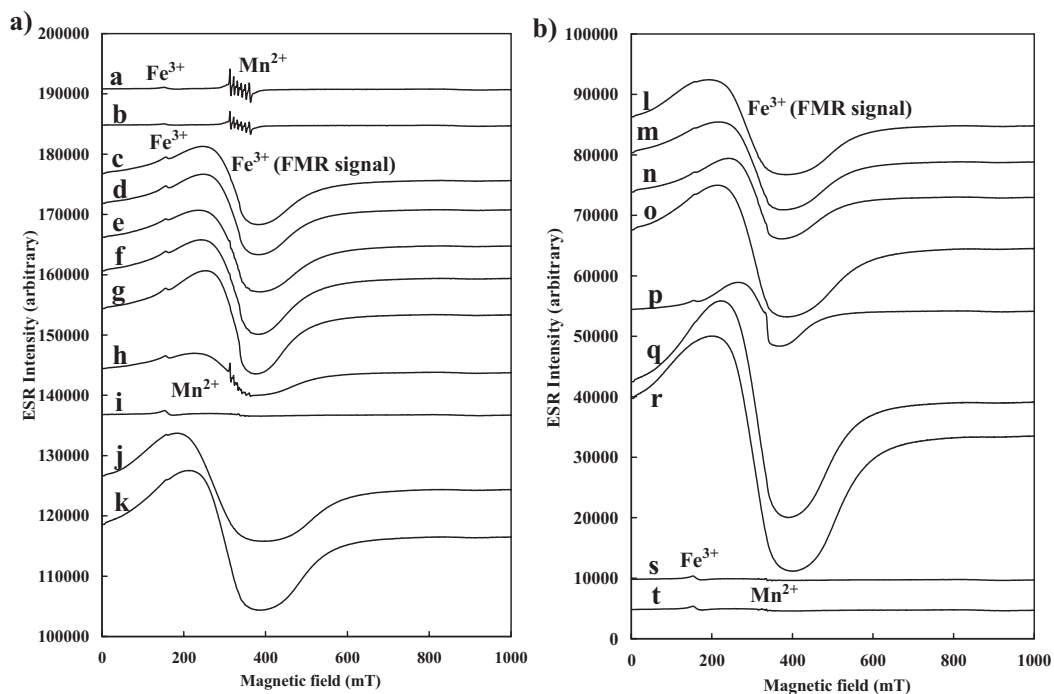 a)
200000
190000
180000
170000
160000
150000
140000
130000
120000
110000
100000
ESR Intensity (arbitrary)
0 200 400 600 800 1000
Magnetic field (mT)
Fe³⁺
Mn²⁺
a
b
Fe³⁺
Fe³⁺ (FMR signal)
c
d
e
f
g
h
Mn²⁺
i
j
k
b)
100000
90000
80000
70000
60000
50000
40000
30000
20000
10000
0
ESR Intensity (arbitrary)
0 200 400 600 800 1000
Magnetic field (mT)
l
Fe³⁺ (FMR signal)
m
n
o
p
q
r
Fe³⁺
s
Mn²⁺
t